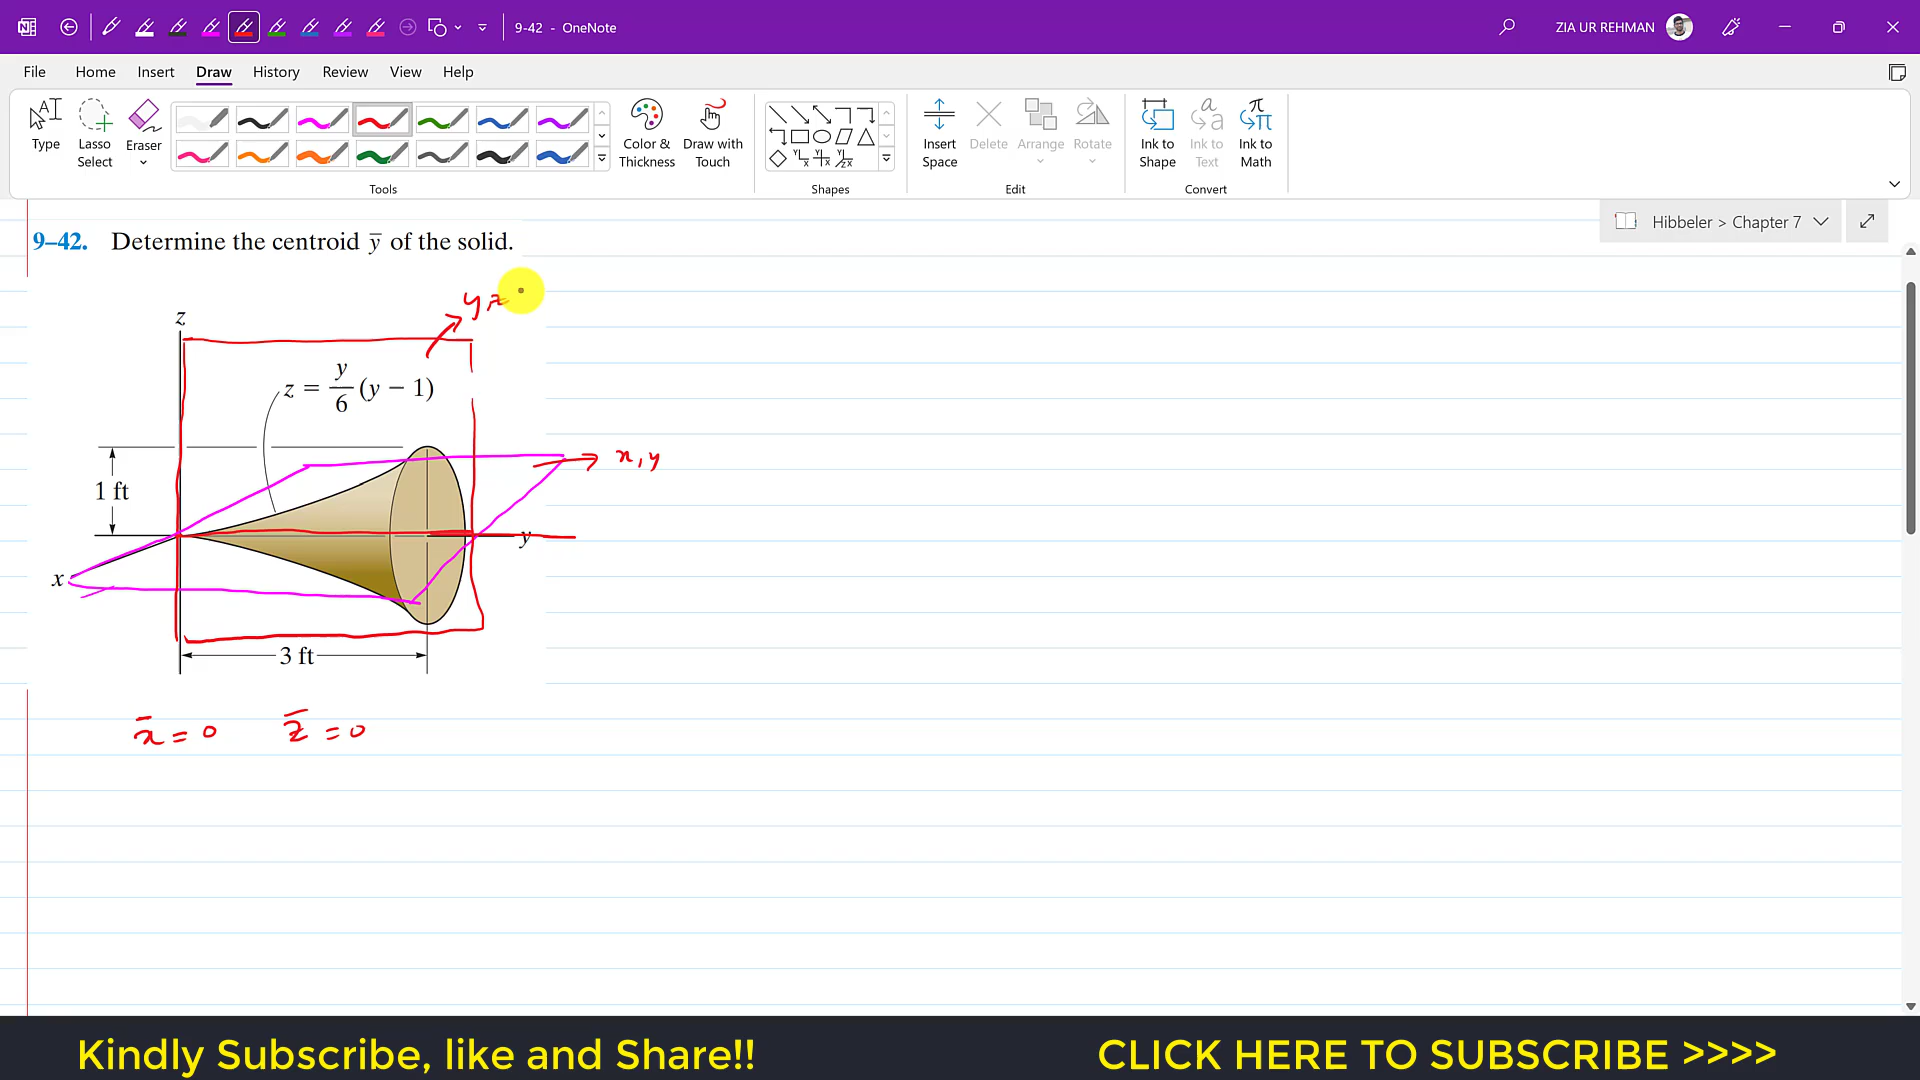 9-42 - OneNote
ZIA UR REHMAN
File Home Insert Draw History Review View Help
Type
Lasso Select
Eraser
Color & Thickness
Draw with Touch
Insert Space
Delete
Arrange
Rotate
Ink to Shape
Ink to Text
Ink to Math
Tools
Shapes
Edit
Convert
Hibbeler > Chapter 7
9–42. Determine the centroid y̅ of the solid.
y,z
z
z = y/6 (y − 1)
x, y
1 ft
y
x
3 ft
x̅ = 0 z̅ = 0
Kindly Subscribe, like and Share!!
CLICK HERE TO SUBSCRIBE >>>>